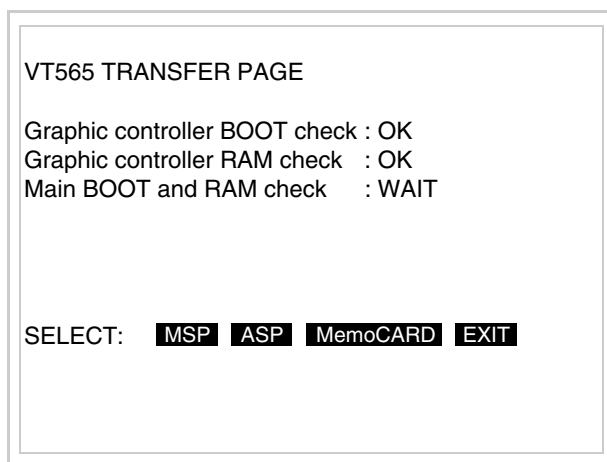 VT565 TRANSFER PAGE
Graphic controller BOOT check : OK
Graphic controller RAM check : OK
Main BOOT and RAM check : WAIT
SELECT: MSP ASP MemoCARD EXIT